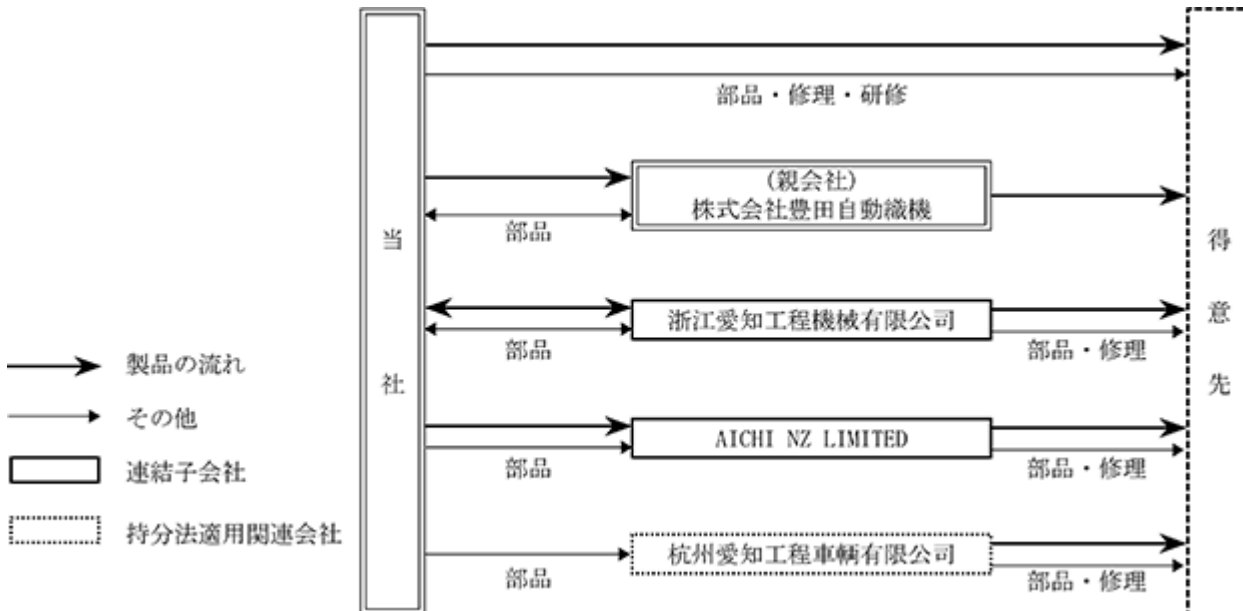 部品・修理・研修
(親会社)
株式会社豊田自動織機
部品
当社
得意先
浙江愛知工程機械有限公司
部品
部品・修理
製品の流れ
その他
AICHI NZ LIMITED
部品
部品・修理
連結子会社
持分法適用関連会社
杭州愛知工程車輌有限公司
部品
部品・修理